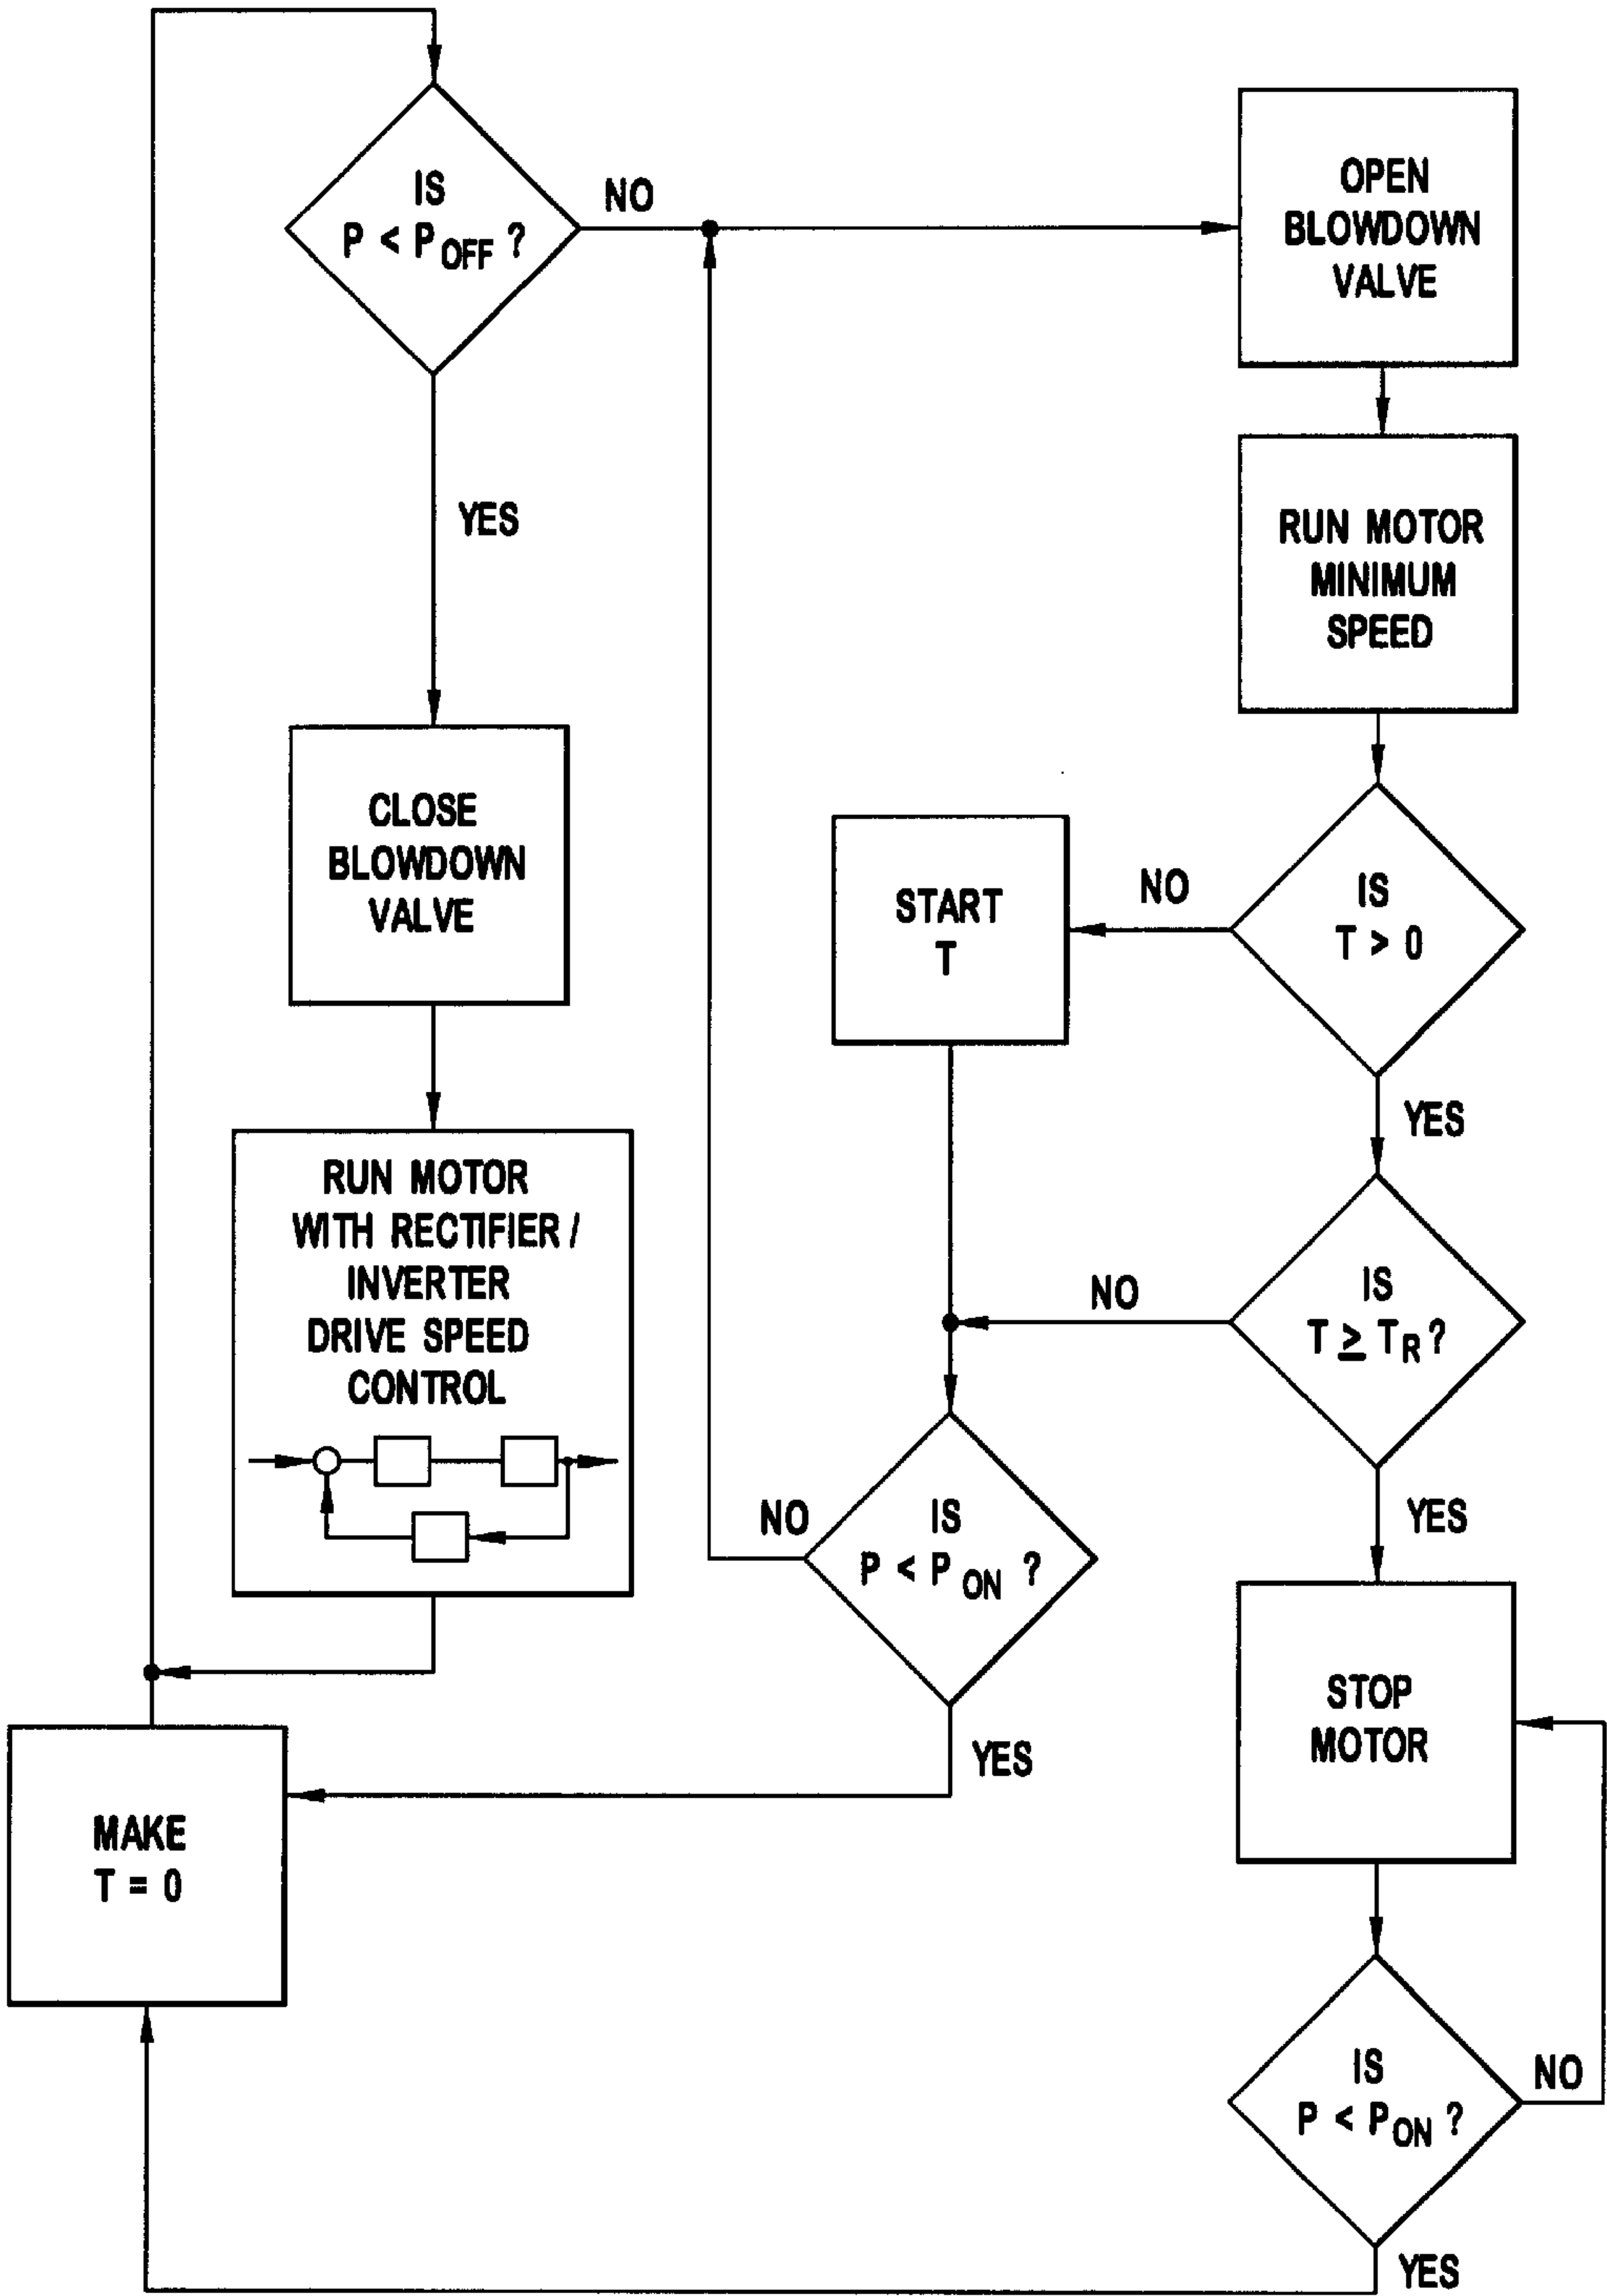 IS
P < P OFF ?
NO
YES
OPEN
BLOWDOWN
VALVE
RUN MOTOR
MINIMUM
SPEED
CLOSE
BLOWDOWN
VALVE
START
T
NO
IS
T > 0
YES
RUN MOTOR
WITH RECTIFIER /
INVERTER
DRIVE SPEED
CONTROL
NO
IS
T ≥ T R ?
YES
NO
IS
P < P ON ?
YES
STOP
MOTOR
MAKE
T = 0
IS
P < P ON ?
NO
YES